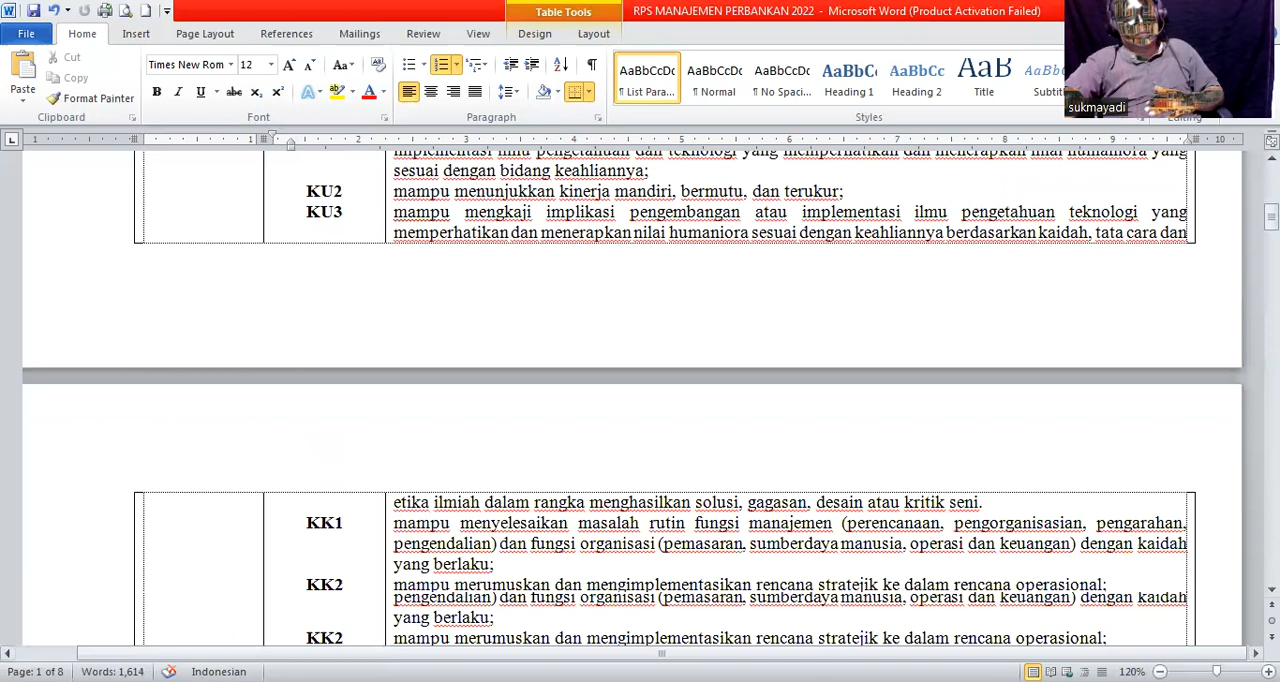 Table Tools
RPS MANAJEMEN PERBANKAN 2022 - Microsoft Word (Product Activation Failed)
File
Home
Insert
Page Layout
References
Mailings
Review
View
Design
Layout
Paste
Cut
Copy
Format Painter
Clipboard
Times New Rom
12
Font
Paragraph
AaBbCcDc
¶ List Para...
AaBbCcDc
¶ Normal
AaBbCcDc
¶ No Spaci...
AaBbC
Heading 1
AaBbCc
Heading 2
AaB
Title
AaB
Subtit
Styles
Editing
sukmayadi
implementasi ilmu pengetahuan dan teknologi yang memperhatikan dan menerapkan nilai humaniora yang
sesuai dengan bidang keahliannya;
KU2 mampu menunjukkan kinerja mandiri, bermutu, dan terukur;
KU3 mampu mengkaji implikasi pengembangan atau implementasi ilmu pengetahuan teknologi yang
memperhatikan dan menerapkan nilai humaniora sesuai dengan keahliannya berdasarkan kaidah, tata cara dan
etika ilmiah dalam rangka menghasilkan solusi, gagasan, desain atau kritik seni.
KK1 mampu menyelesaikan masalah rutin fungsi manajemen (perencanaan, pengorganisasian, pengarahan,
pengendalian) dan fungsi organisasi (pemasaran, sumberdaya manusia, operasi dan keuangan) dengan kaidah
yang berlaku;
KK2 mampu merumuskan dan mengimplementasikan rencana stratejik ke dalam rencana operasional;
pengendalian) dan fungsi organisasi (pemasaran, sumberdaya manusia, operasi dan keuangan) dengan kaidah
yang berlaku;
KK2 mampu merumuskan dan mengimplementasikan rencana stratejik ke dalam rencana operasional;
Page: 1 of 8
Words: 1,614
Indonesian
120%